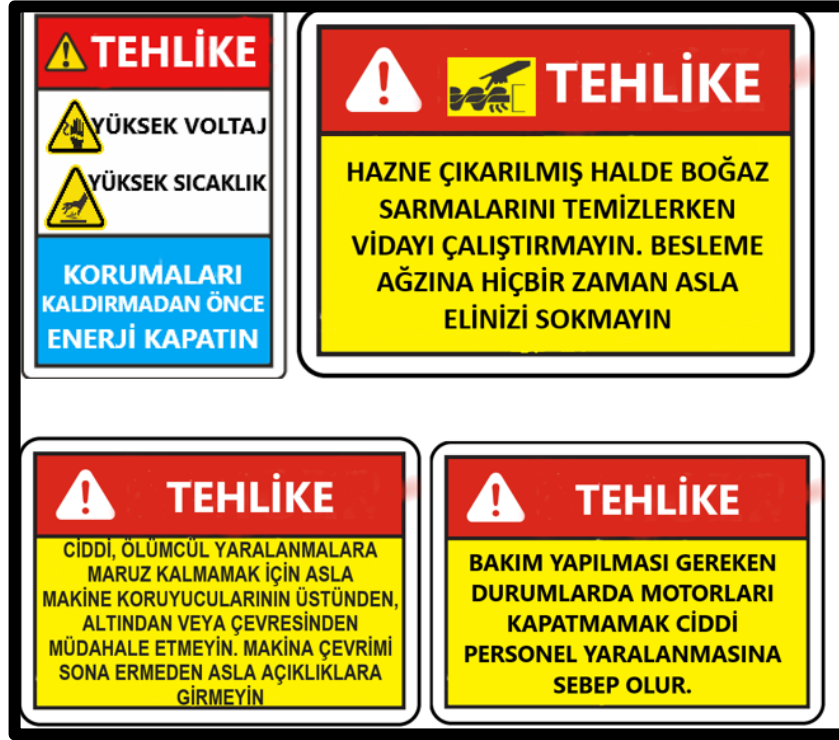 TEHLİKE
YÜKSEK VOLTAJ
YÜKSEK SICAKLIK
KORUMALARI
KALDIRMADAN ÖNCE
ENERJİ KAPATIN
TEHLİKE
HAZNE ÇIKARILMIŞ HALDE BOĞAZ
SARMALARINI TEMİZLERKEN
VİDAYI ÇALIŞTIRMAYIN. BESLEME
AĞZINA HİÇBİR ZAMAN ASLA
ELİNİZİ SOKMAYIN
TEHLİKE
CİDDİ, ÖLÜMCÜL YARALANMALARA
MARUZ KALMAMAK İÇİN ASLA
MAKİNE KORUYUCULARININ ÜSTÜNDEN,
ALTINDAN VEYA ÇEVRESİNDEN
MÜDAHALE ETMEYİN. MAKİNA ÇEVRİMİ
SONA ERMEDEN ASLA AÇIKLIKLARA
GİRMEYİN
TEHLİKE
BAKIM YAPILMASI GEREKEN
DURUMLARDA MOTORLARI
KAPATMAMAK CİDDİ
PERSONEL YARALANMASINA
SEBEP OLUR.